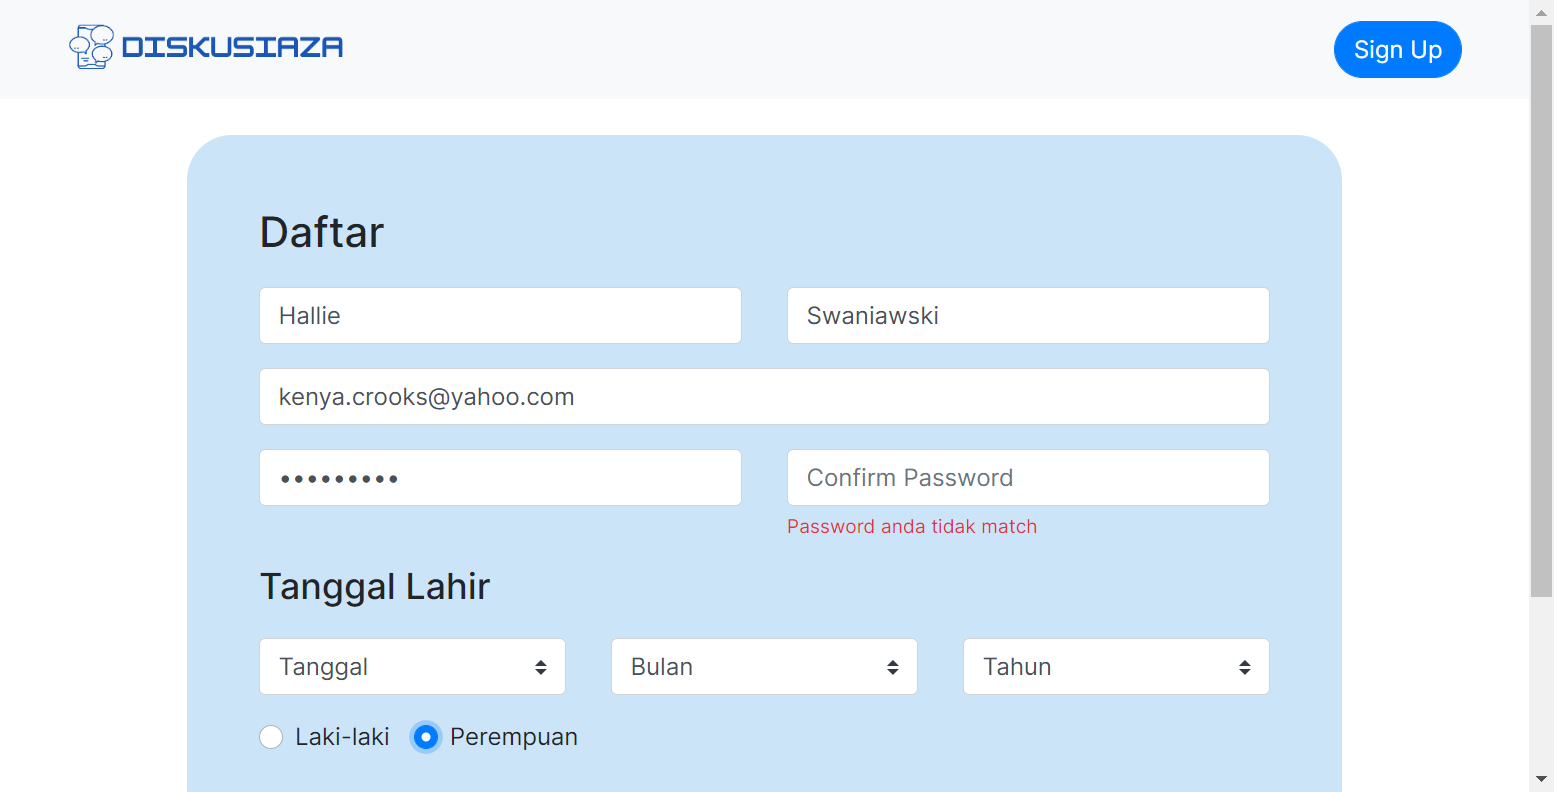 DISKUSIAZA
Sign Up
Daftar
Hallie
Swaniawski
kenya.crooks@yahoo.com
•••••••••
Confirm Password
Password anda tidak match
Tanggal Lahir
Tanggal
Bulan
Tahun
Laki-laki
Perempuan